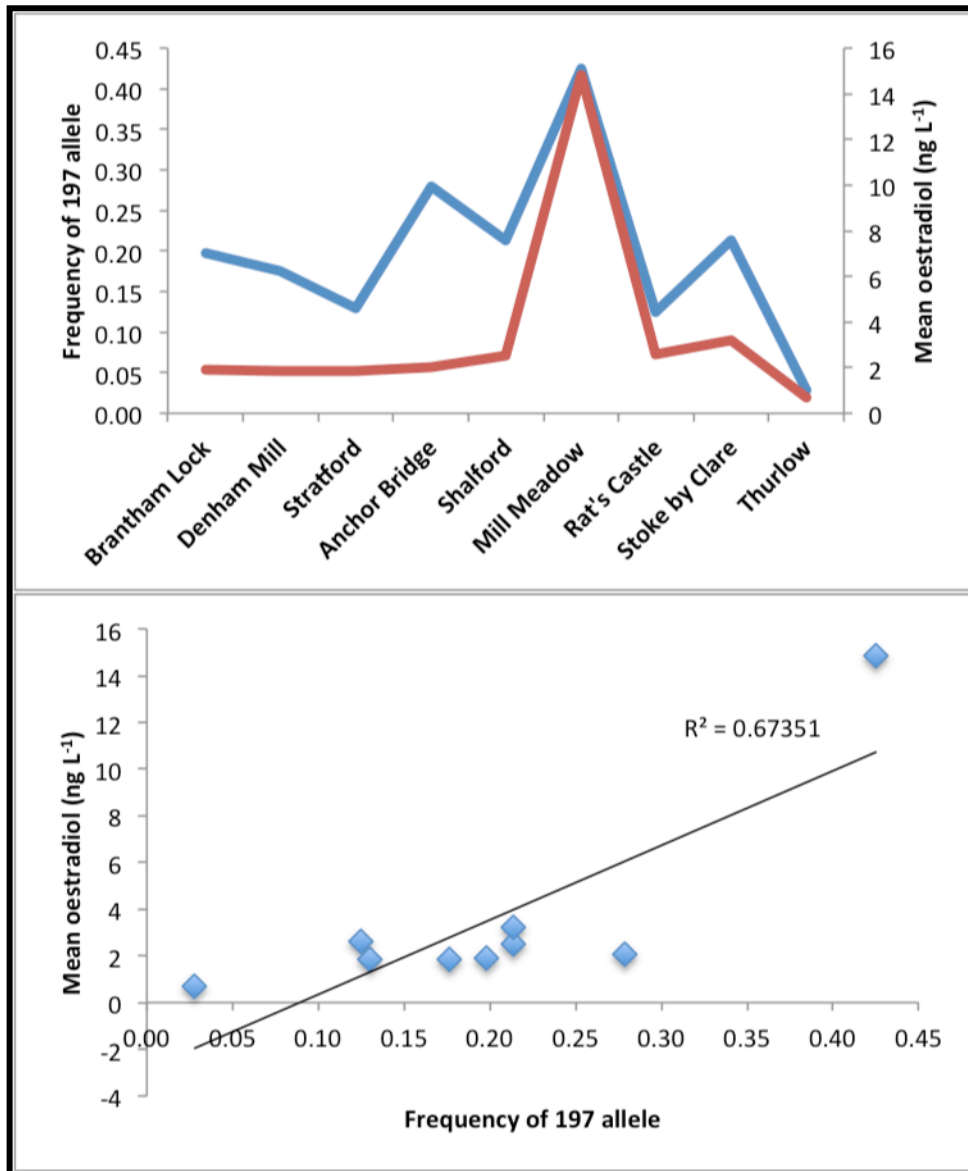 0.45
0.40
0.35
0.30
0.25
0.20
0.15
0.10
0.05
0.00
Frequency of 197 allele
16
14
12
10
8
6
4
2
0
Mean oestradiol (ng L⁻¹)
Brantham Lock
Denham Mill
Stratford
Anchor Bridge
Shalford
Mill Meadow
Rat's Castle
Stoke by Clare
Thurlow
16
14
12
10
8
6
4
2
0
-2
-4
Mean oestradiol (ng L⁻¹)
R² = 0.67351
0.00 0.05 0.10 0.15 0.20 0.25 0.30 0.35 0.40 0.45
Frequency of 197 allele